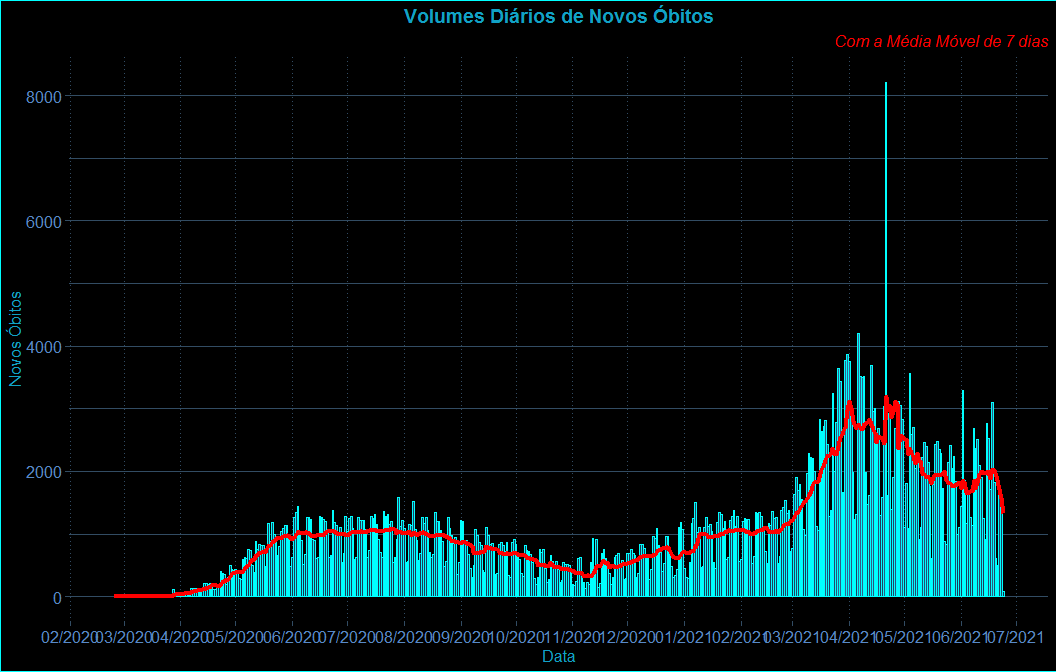 Volumes Diários de Novos Óbitos
Com a Média Móvel de 7 dias
Novos Óbitos
8000
6000
4000
2000
0
02/2020 03/2020 04/2020 05/2020 06/2020 07/2020 08/2020 09/2020 10/2020 11/2020 12/2020 01/2021 02/2021 03/2021 04/2021 05/2021 06/2021 07/2021
Data